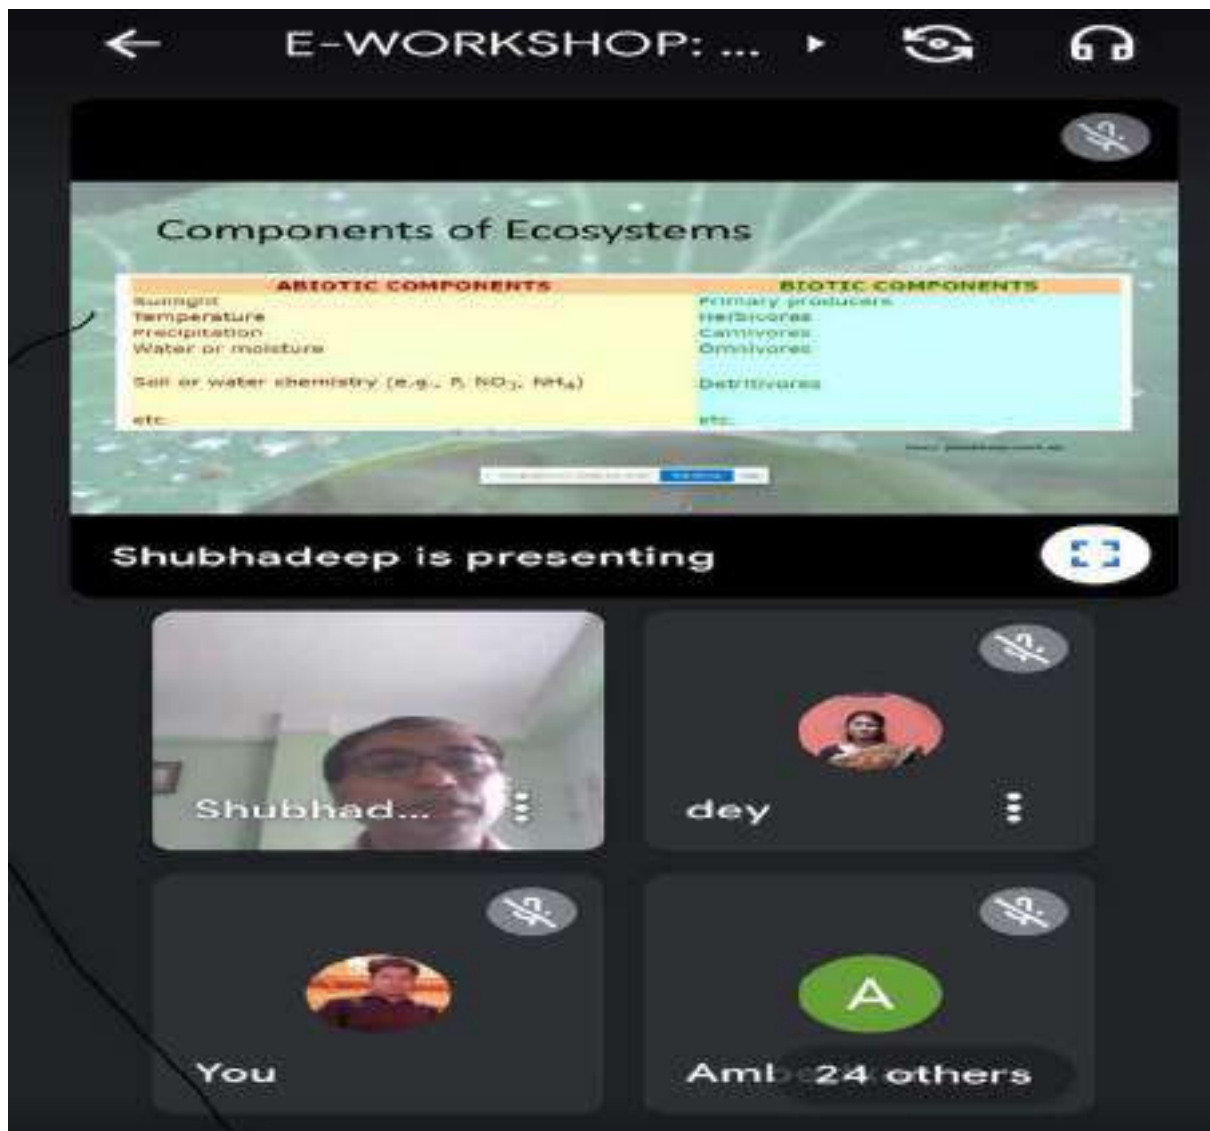 E-WORKSHOP: ...
Components of Ecosystems
ABIOTIC COMPONENTS
Sunlight
Temperature
Precipitation
Water or moisture
Soil or water chemistry (e.g., P, NO₃, NH₄)
etc.
BIOTIC COMPONENTS
Primary producers
Herbivores
Carnivores
Omnivores
Detritivores
etc.
Shubhadeep is presenting
Shubhad...
dey
You
A
24 others